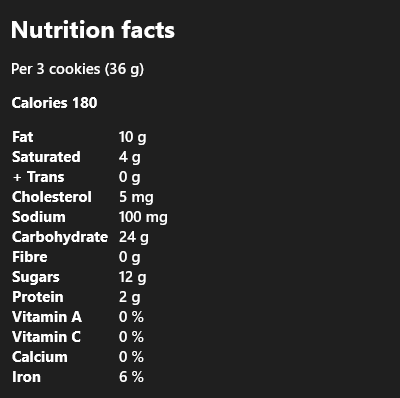 Nutrition facts
Per 3 cookies (36 g)
Calories 180
Fat 10 g
Saturated 4 g
+ Trans 0 g
Cholesterol 5 mg
Sodium 100 mg
Carbohydrate 24 g
Fibre 0 g
Sugars 12 g
Protein 2 g
Vitamin A 0 %
Vitamin C 0 %
Calcium 0 %
Iron 6 %